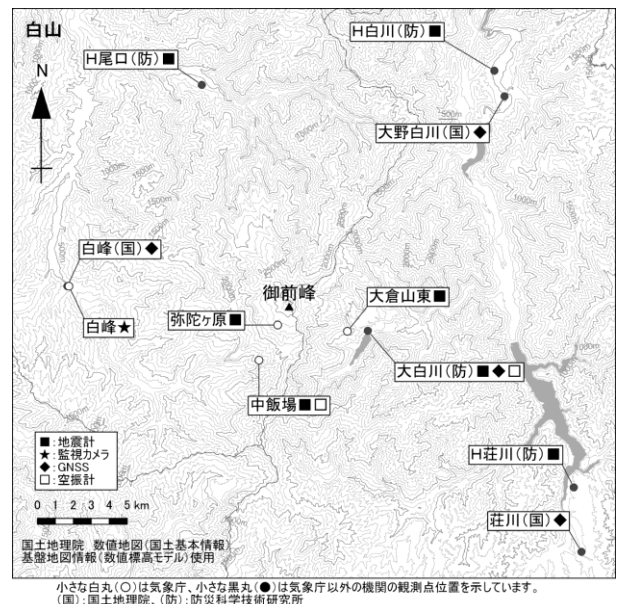 白山
N
H尾口(防)■
H白川(防)■
大野白川(国)◆
白峰(国)◆
白峰★
弥陀ヶ原■
御前峰
大倉山東■
大白川(防)■◆□
中飯場■□
H荘川(防)■
荘川(国)◆
■:地震計
★:監視カメラ
◆:GNSS
□:空振計
0 1 2 3 4 5 km
国土地理院 数値地図(国土基本情報)
基盤地図情報(数値標高モデル)使用
小さな白丸(○)は気象庁、小さな黒丸(●)は気象庁以外の機関の観測点位置を示しています。
(国):国土地理院、(防):防災科学技術研究所